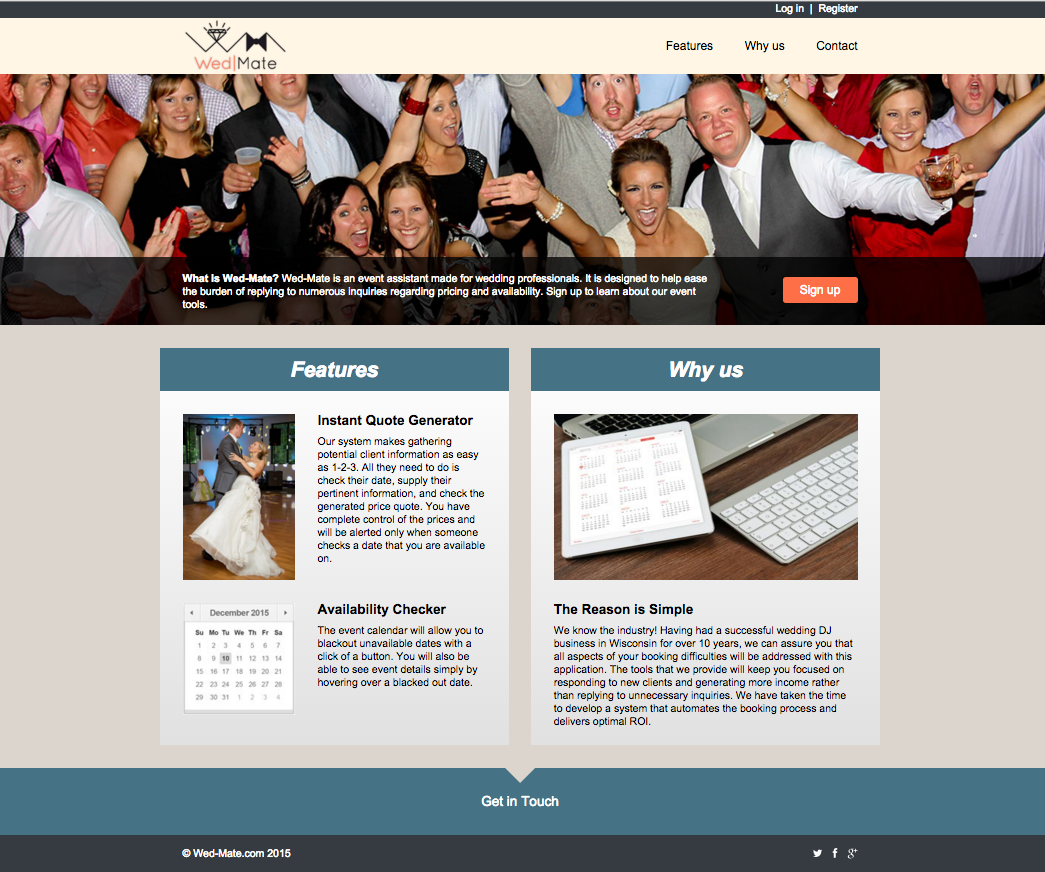 Log in | Register
Wed|Mate
Features Why us Contact
What is Wed-Mate? Wed-Mate is an event assistant made for wedding professionals. It is designed to help ease
the burden of replying to numerous inquiries regarding pricing and availability. Sign up to learn about our event
tools.
Sign up
Features
Instant Quote Generator
Our system makes gathering
potential client information as easy
as 1-2-3. All they need to do is
check their date, supply their
pertinent information, and check the
generated price quote. You have
complete control of the prices and
will be alerted only when someone
checks a date that you are available
on.
December 2015
Su Mo Tu We Th Fr Sa
1 2 3 4 5 6 7
8 9 10 11 12 13 14
15 16 17 18 19 20 21
22 23 24 25 26 27 28
29 30 31 1 2 3 4
Availability Checker
The event calendar will allow you to
blackout unavailable dates with a
click of a button. You will also be
able to see event details simply by
hovering over a blacked out date.
Why us
The Reason is Simple
We know the industry! Having had a successful wedding DJ
business in Wisconsin for over 10 years, we can assure you that
all aspects of your booking difficulties will be addressed with this
application. The tools that we provide will keep you focused on
responding to new clients and generating more income rather
than replying to unnecessary inquiries. We have taken the time
to develop a system that automates the booking process and
delivers optimal ROI.
Get in Touch
© Wed-Mate.com 2015